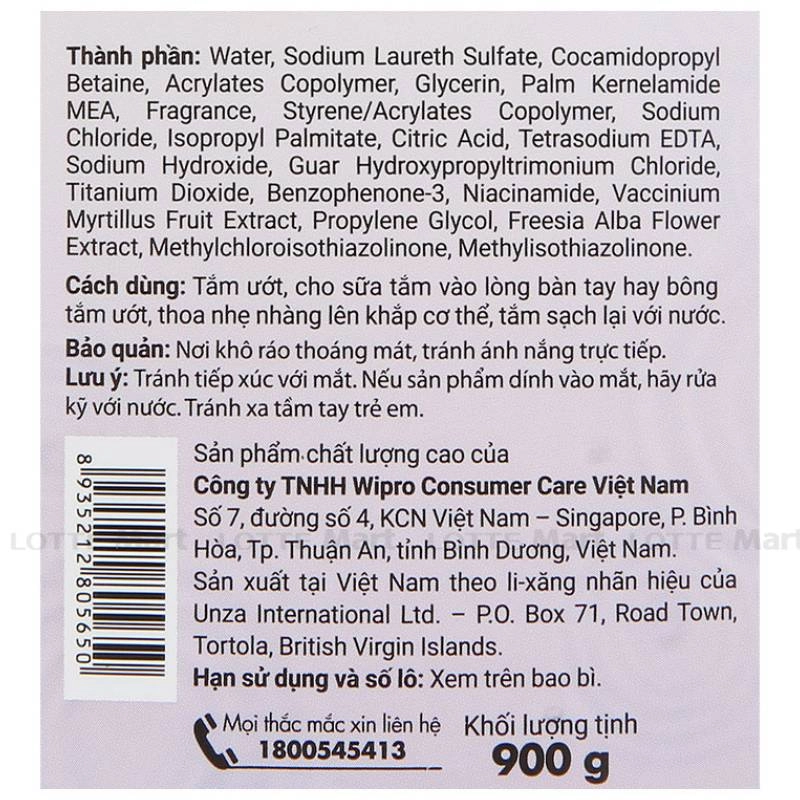 Thành phần: Water, Sodium Laureth Sulfate, Cocamidopropyl
Betaine, Acrylates Copolymer, Glycerin, Palm Kernelamide
MEA, Fragrance, Styrene/Acrylates Copolymer, Sodium
Chloride, Isopropyl Palmitate, Citric Acid, Tetrasodium EDTA,
Sodium Hydroxide, Guar Hydroxypropyltrimonium Chloride,
Titanium Dioxide, Benzophenone-3, Niacinamide, Vaccinium
Myrtillus Fruit Extract, Propylene Glycol, Freesia Alba Flower
Extract, Methylchloroisothiazolinone, Methylisothiazolinone.
Cách dùng: Tắm ướt, cho sữa tắm vào lòng bàn tay hay bông
tắm ướt, thoa nhẹ nhàng lên khắp cơ thể, tắm sạch lại với nước.
Bảo quản: Nơi khô ráo thoáng mát, tránh ánh nắng trực tiếp.
Lưu ý: Tránh tiếp xúc với mắt. Nếu sản phẩm dính vào mắt, hãy rửa
kỹ với nước. Tránh xa tầm tay trẻ em.
8935212805650
Sản phẩm chất lượng cao của
Công ty TNHH Wipro Consumer Care Việt Nam
Số 7, đường số 4, KCN Việt Nam – Singapore, P. Bình
Hòa, Tp. Thuận An, tỉnh Bình Dương, Việt Nam.
LOTTE Mart LOTTE Mart LOTTE Mart
Sản xuất tại Việt Nam theo li-xăng nhãn hiệu của
Unza International Ltd. – P.O. Box 71, Road Town,
Tortola, British Virgin Islands.
Hạn sử dụng và số lô: Xem trên bao bì.
Mọi thắc mắc xin liên hệ
1800545413
Khối lượng tịnh
900 g